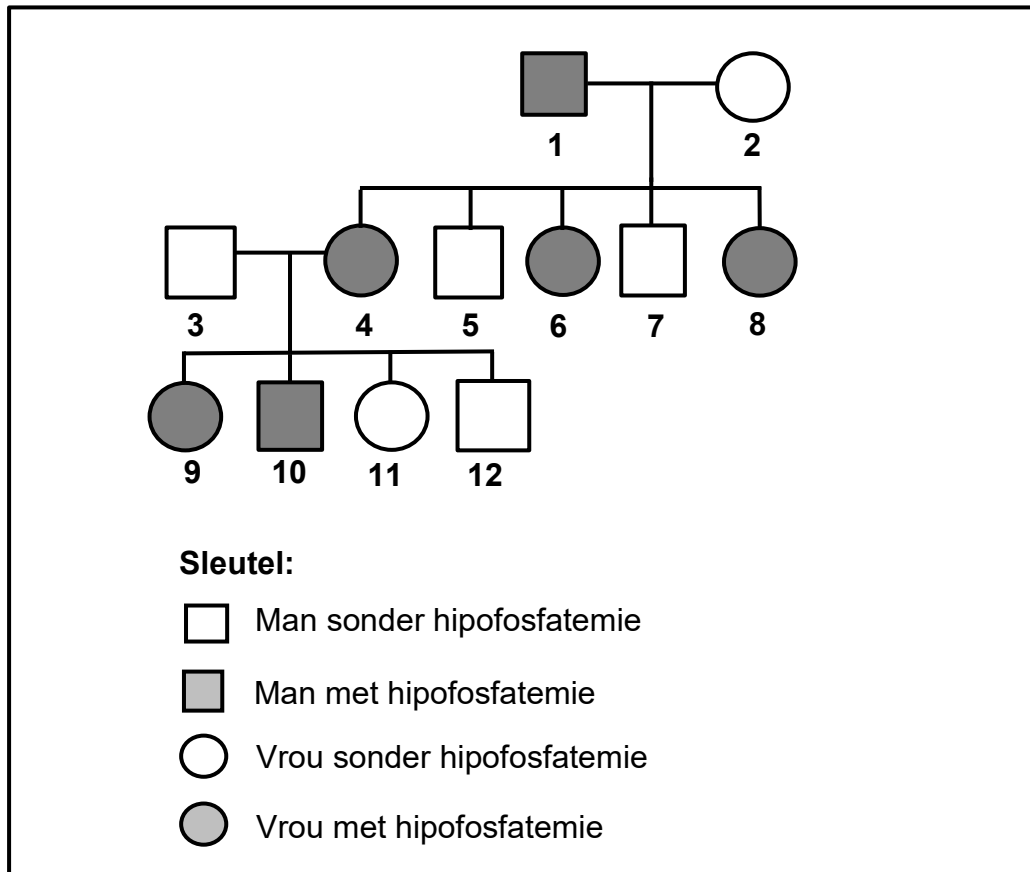 1 2
3 4 5 6 7 8
9 10 11 12
Sleutel:
Man sonder hipofosfatemie
Man met hipofosfatemie
Vrou sonder hipofosfatemie
Vrou met hipofosfatemie